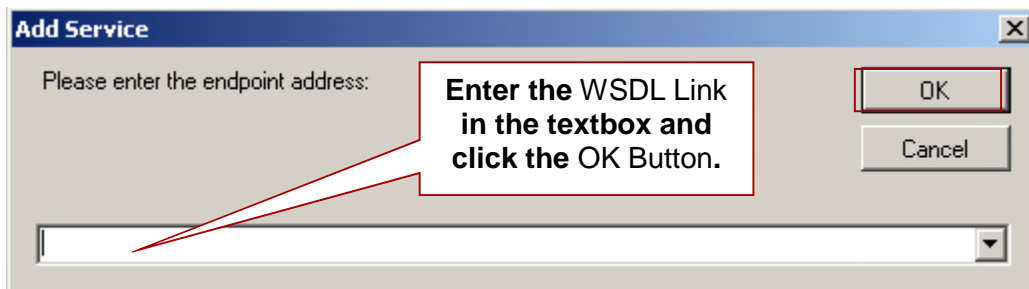 Add Service
Please enter the endpoint address:
Enter the WSDL Link
in the textbox and
click the OK Button.
OK
Cancel